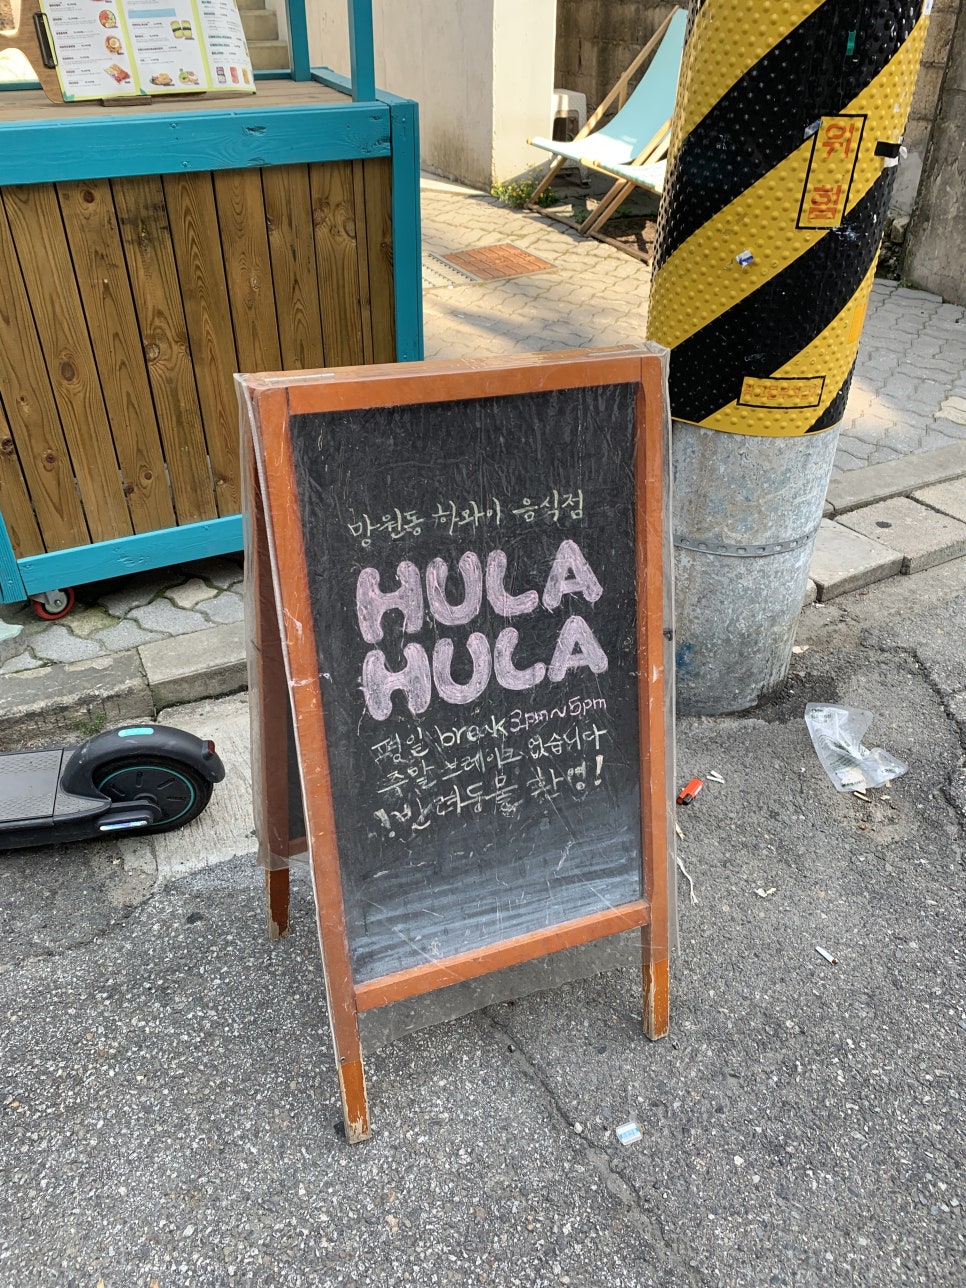 위
험
망원동 하와이 음식점
HULA
HULA
평일 break 3pm~5pm
주말 브레이크 없습니다
!반려동물 환영!